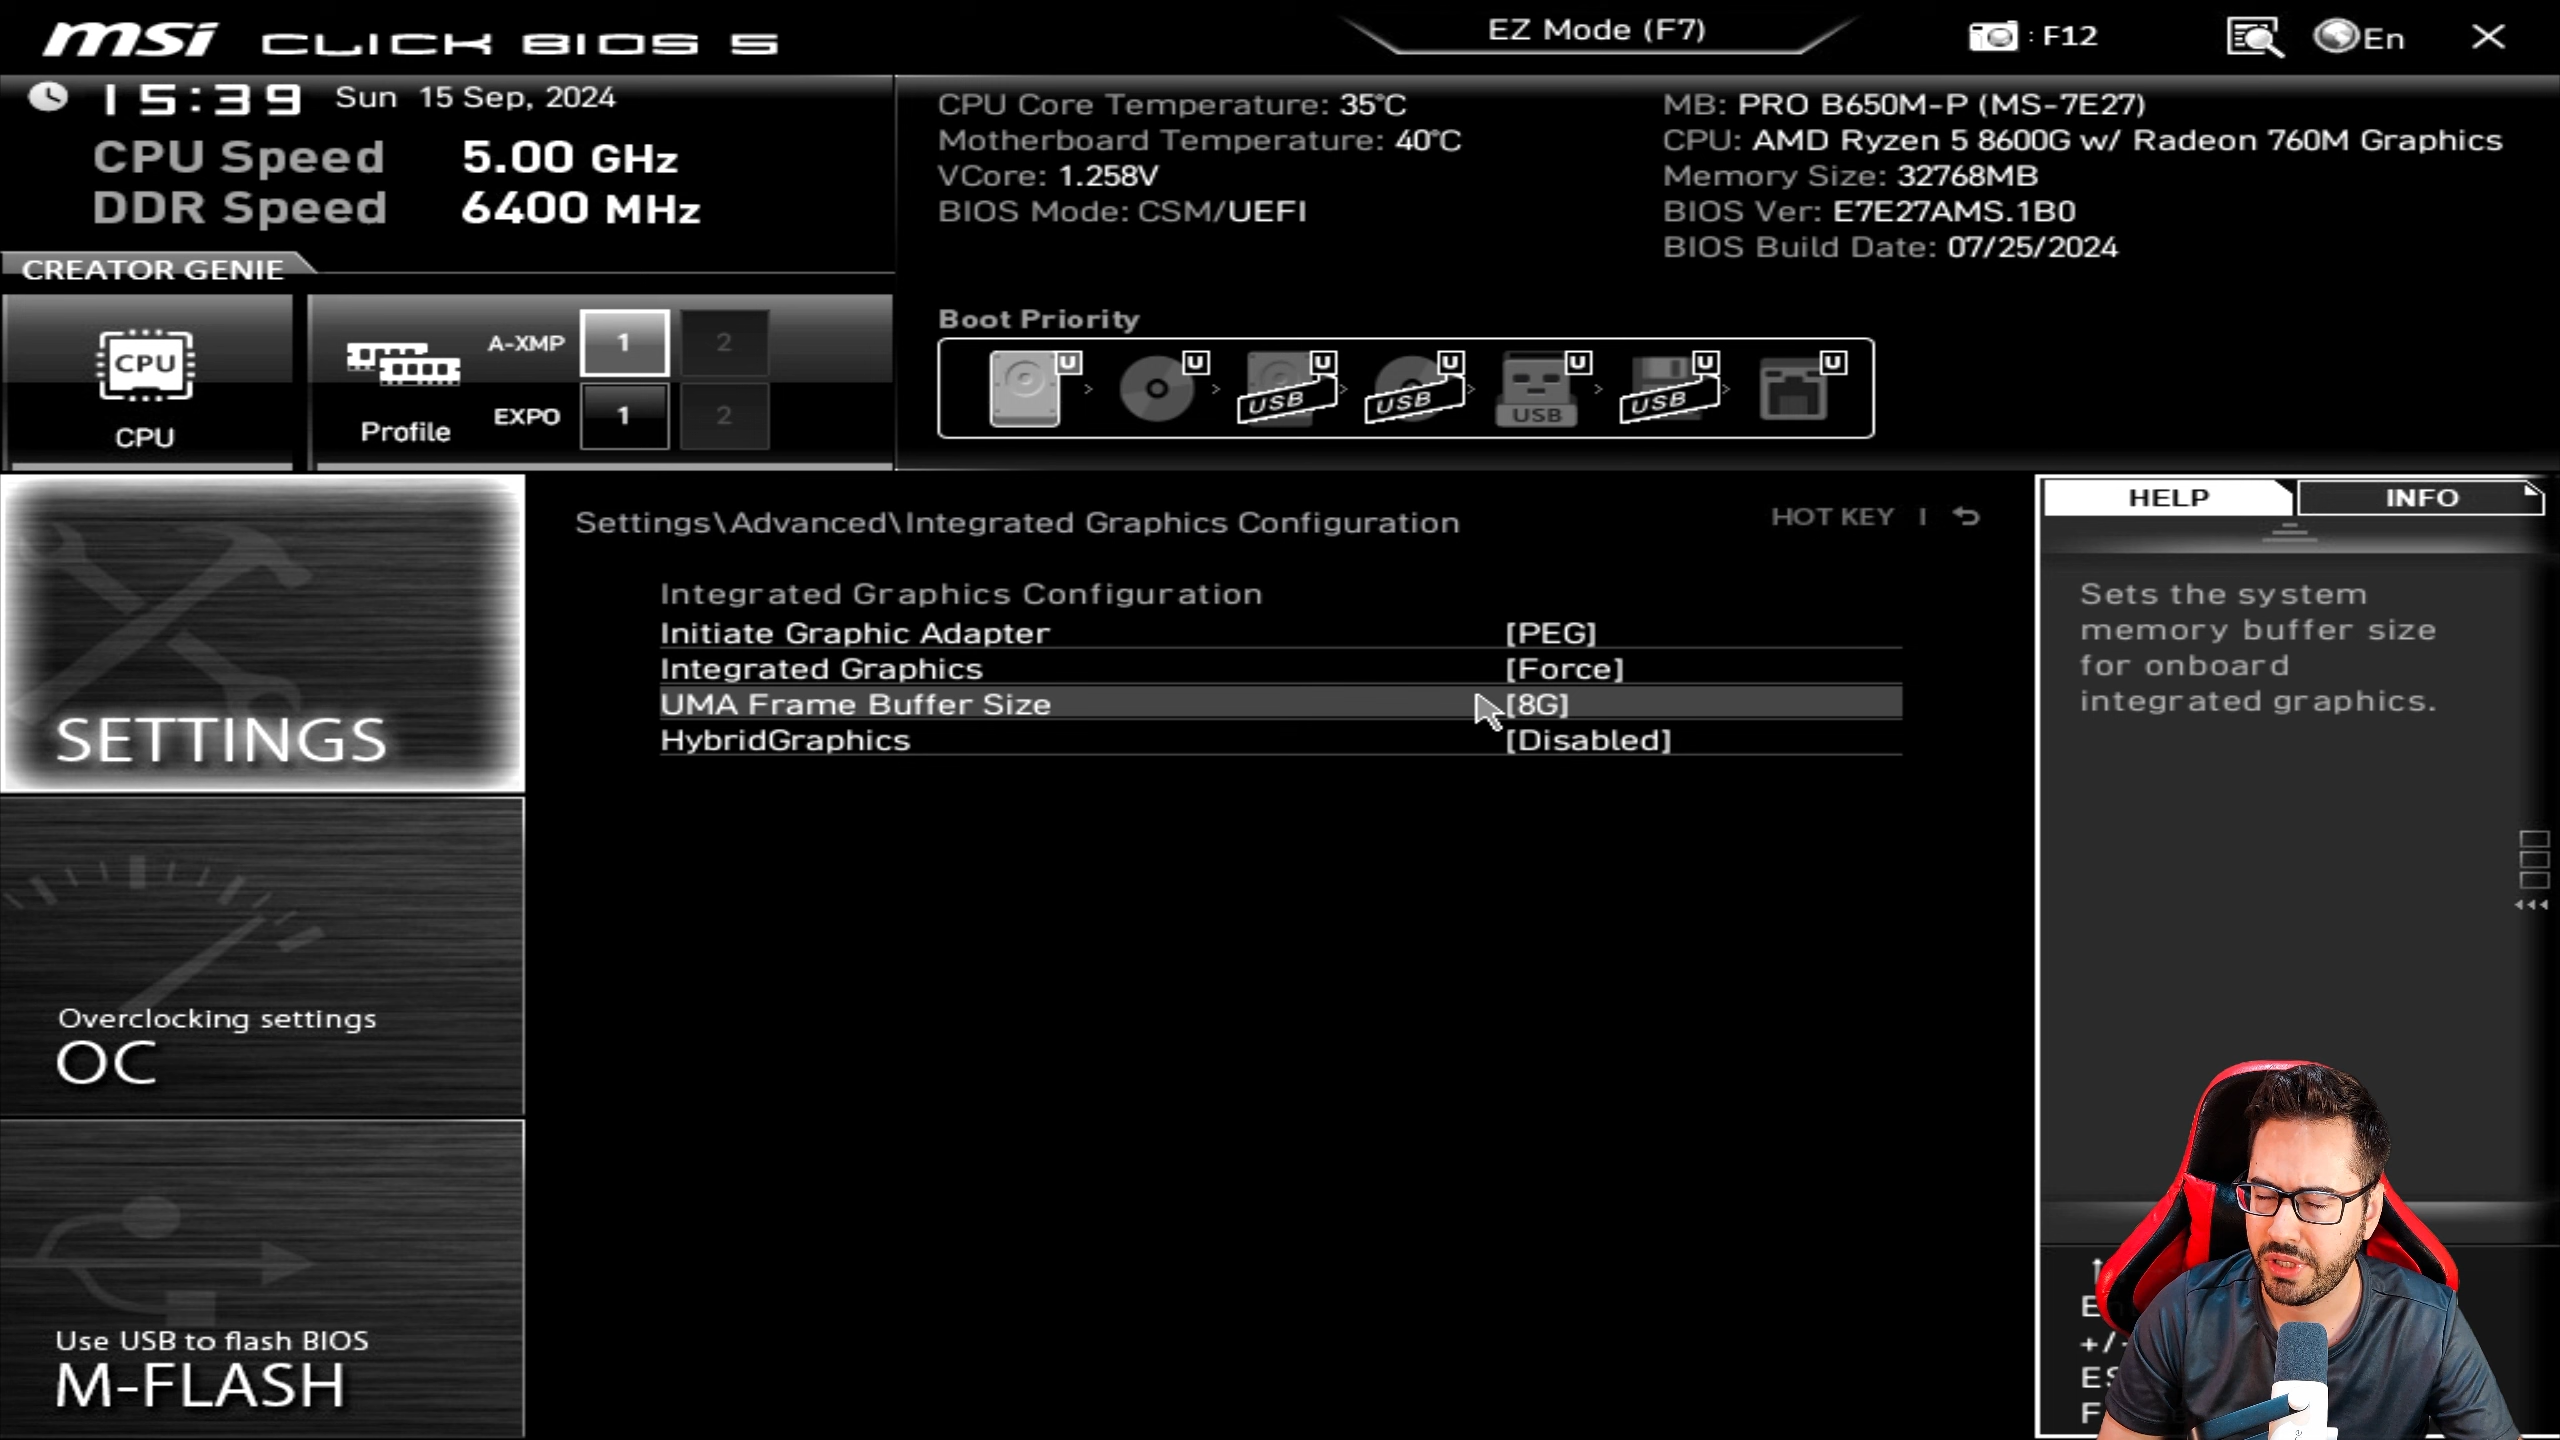 msi CLICK BIOS 5
EZ Mode (F7)
: F12
En
15:39 Sun 15 Sep, 2024
CPU Speed 5.00 GHz
DDR Speed 6400 MHz
CPU Core Temperature: 35°C
Motherboard Temperature: 40°C
VCore: 1.258V
BIOS Mode: CSM/UEFI
MB: PRO B650M-P (MS-7E27)
CPU: AMD Ryzen 5 8600G w/ Radeon 760M Graphics
Memory Size: 32768MB
BIOS Ver: E7E27AMS.1B0
BIOS Build Date: 07/25/2024
CREATOR GENIE
CPU
CPU
Profile
A-XMP 1 2
EXPO 1 2
Boot Priority
U U U U U U U
USB USB USB USB
SETTINGS
Overclocking settings
OC
Use USB to flash BIOS
M-FLASH
Settings\Advanced\Integrated Graphics Configuration
HOT KEY |
Integrated Graphics Configuration
Initiate Graphic Adapter [PEG]
Integrated Graphics [Force]
UMA Frame Buffer Size [8G]
HybridGraphics [Disabled]
HELP INFO
Sets the system
memory buffer size
for onboard
integrated graphics.
+/-